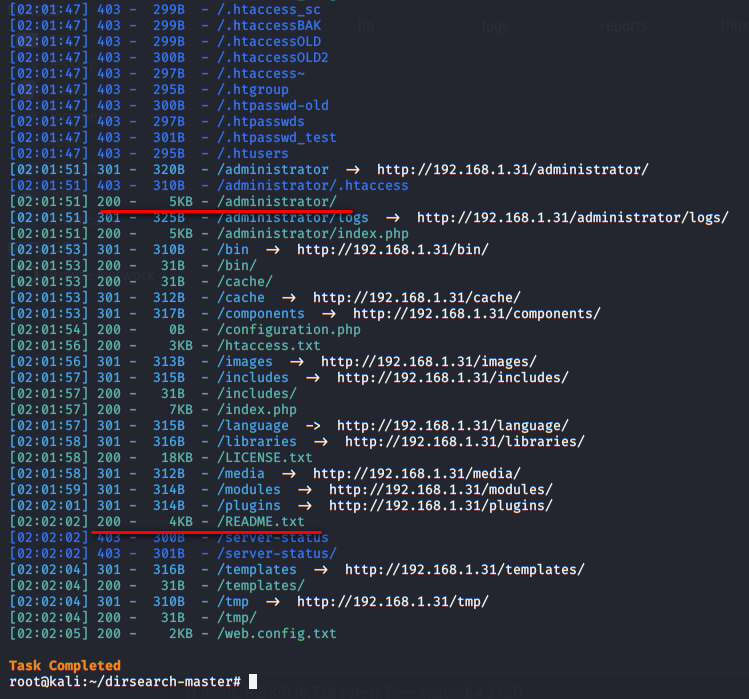 [02:01:47] 403 -  299B  - /.htaccess_sc
[02:01:47] 403 -  299B  - /.htaccessBAK
[02:01:47] 403 -  299B  - /.htaccessOLD
[02:01:47] 403 -  300B  - /.htaccessOLD2
[02:01:47] 403 -  297B  - /.htaccess~
[02:01:47] 403 -  295B  - /.htgroup
[02:01:47] 403 -  300B  - /.htpasswd-old
[02:01:47] 403 -  297B  - /.htpasswds
[02:01:47] 403 -  301B  - /.htpasswd_test
[02:01:47] 403 -  295B  - /.htusers
[02:01:51] 301 -  320B  - /administrator  ->  http://192.168.1.31/administrator/
[02:01:51] 403 -  310B  - /administrator/.htaccess
[02:01:51] 200 -    5KB - /administrator/
[02:01:51] 301 -  325B  - /administrator/logs  ->  http://192.168.1.31/administrator/logs/
[02:01:51] 200 -    5KB - /administrator/index.php
[02:01:53] 301 -  310B  - /bin  ->  http://192.168.1.31/bin/
[02:01:53] 200 -   31B  - /bin/
[02:01:53] 200 -   31B  - /cache/
[02:01:53] 301 -  312B  - /cache  ->  http://192.168.1.31/cache/
[02:01:53] 301 -  317B  - /components  ->  http://192.168.1.31/components/
[02:01:54] 200 -    0B  - /configuration.php
[02:01:56] 200 -    3KB - /htaccess.txt
[02:01:56] 301 -  313B  - /images  ->  http://192.168.1.31/images/
[02:01:57] 301 -  315B  - /includes  ->  http://192.168.1.31/includes/
[02:01:57] 200 -   31B  - /includes/
[02:01:57] 200 -    7KB - /index.php
[02:01:57] 301 -  315B  - /language  ->  http://192.168.1.31/language/
[02:01:58] 301 -  316B  - /libraries  ->  http://192.168.1.31/libraries/
[02:01:58] 200 -   18KB - /LICENSE.txt
[02:01:58] 301 -  312B  - /media  ->  http://192.168.1.31/media/
[02:01:59] 301 -  314B  - /modules  ->  http://192.168.1.31/modules/
[02:02:01] 301 -  314B  - /plugins  ->  http://192.168.1.31/plugins/
[02:02:02] 200 -    4KB - /README.txt
[02:02:02] 403 -  300B  - /server-status
[02:02:02] 403 -  301B  - /server-status/
[02:02:04] 301 -  316B  - /templates  ->  http://192.168.1.31/templates/
[02:02:04] 200 -   31B  - /templates/
[02:02:04] 301 -  310B  - /tmp  ->  http://192.168.1.31/tmp/
[02:02:04] 200 -   31B  - /tmp/
[02:02:05] 200 -    2KB - /web.config.txt
Task Completed
root@kali:~/dirsearch-master#